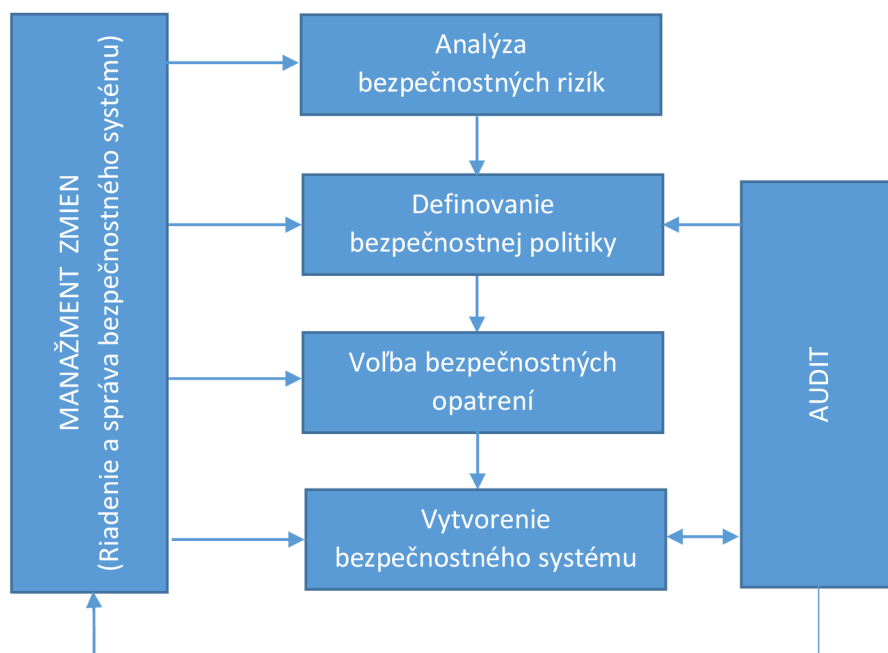 MANAŽMENT ZMIEN
(Riadenie a správa bezpečnostného systému)
Analýza
bezpečnostných rizík
Definovanie
bezpečnostnej politiky
Voľba bezpečnostných
opatrení
Vytvorenie
bezpečnostného systému
AUDIT